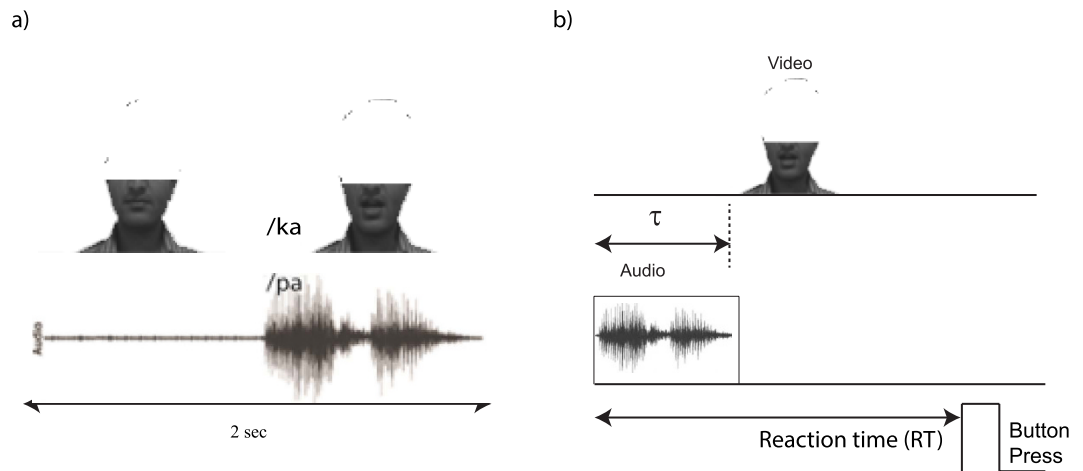 a)
/ka
/pa
Audio
2 sec
b)
Video
τ
Audio
Reaction time (RT)
Button
Press